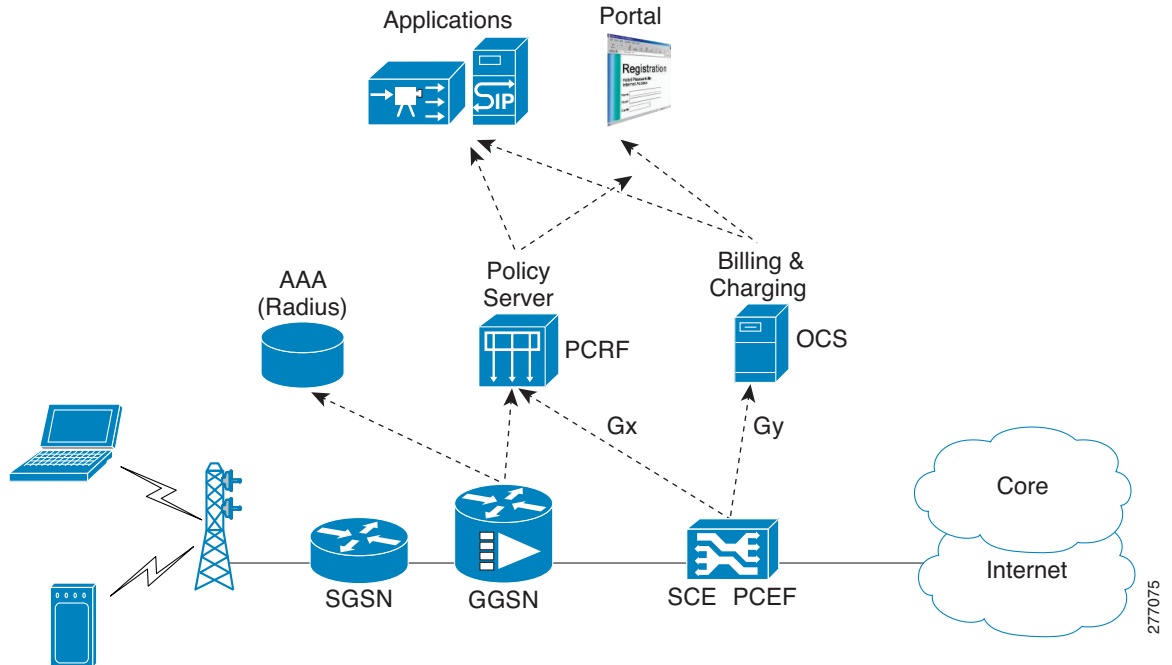 Applications
Portal
SIP
Registration
AAA
(Radius)
Policy
Server
PCRF
Billing &
Charging
OCS
Gx
Gy
Core
Internet
SGSN
GGSN
SCE PCEF
277075